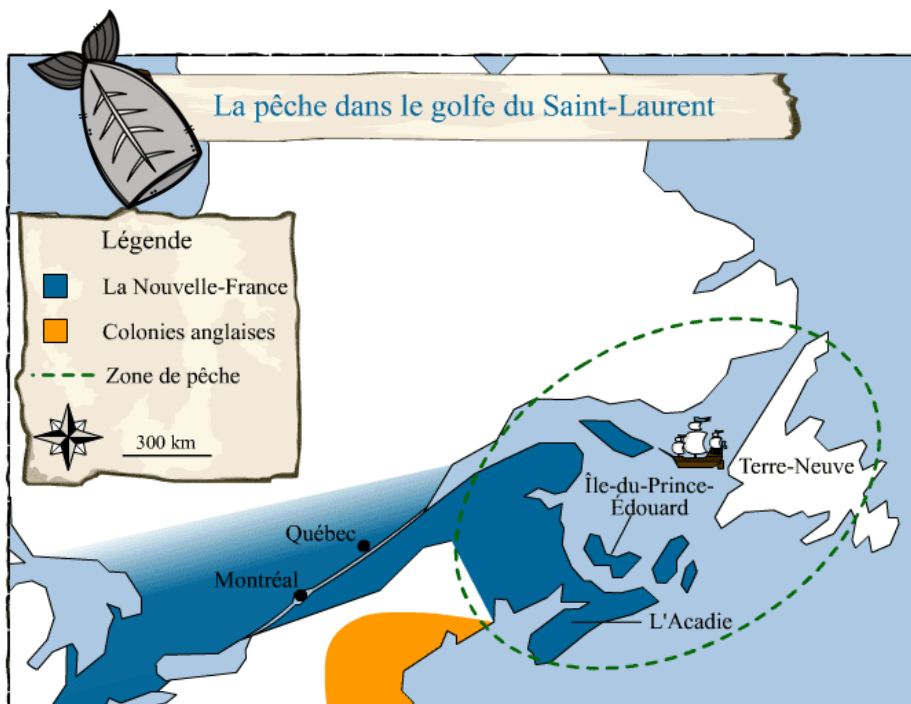 La pêche dans le golfe du Saint-Laurent
Légende
La Nouvelle-France
Colonies anglaises
Zone de pêche
300 km
Terre-Neuve
Île-du-Prince-
Édouard
Québec
Montréal
L'Acadie